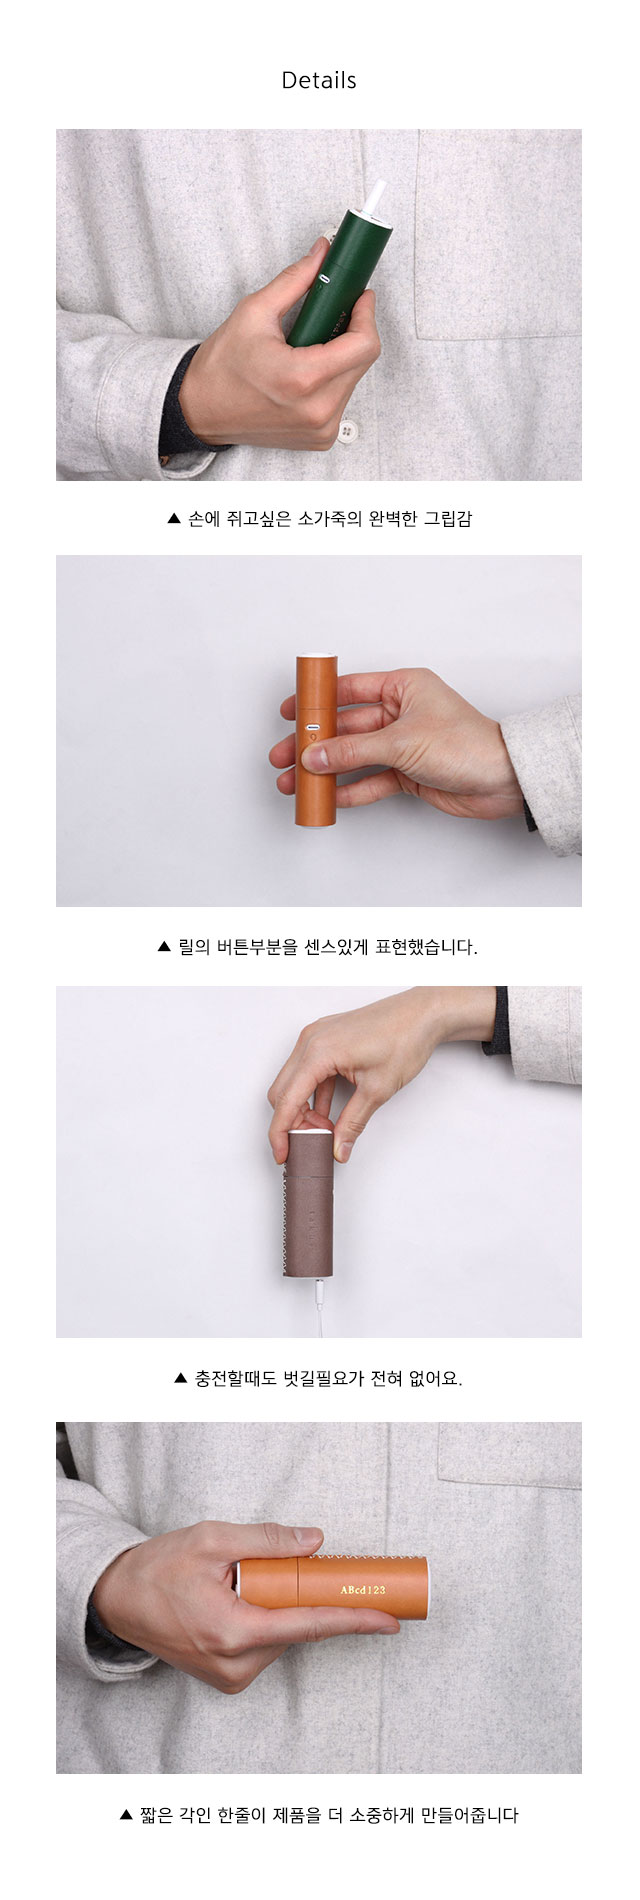 Details
▲ 손에 쥐고싶은 소가죽의 완벽한 그립감
▲ 릴의 버튼부분을 센스있게 표현했습니다.
▲ 충전할때도 벗길필요가 전혀 없어요.
ABcd123
▲ 짧은 각인 한줄이 제품을 더 소중하게 만들어줍니다